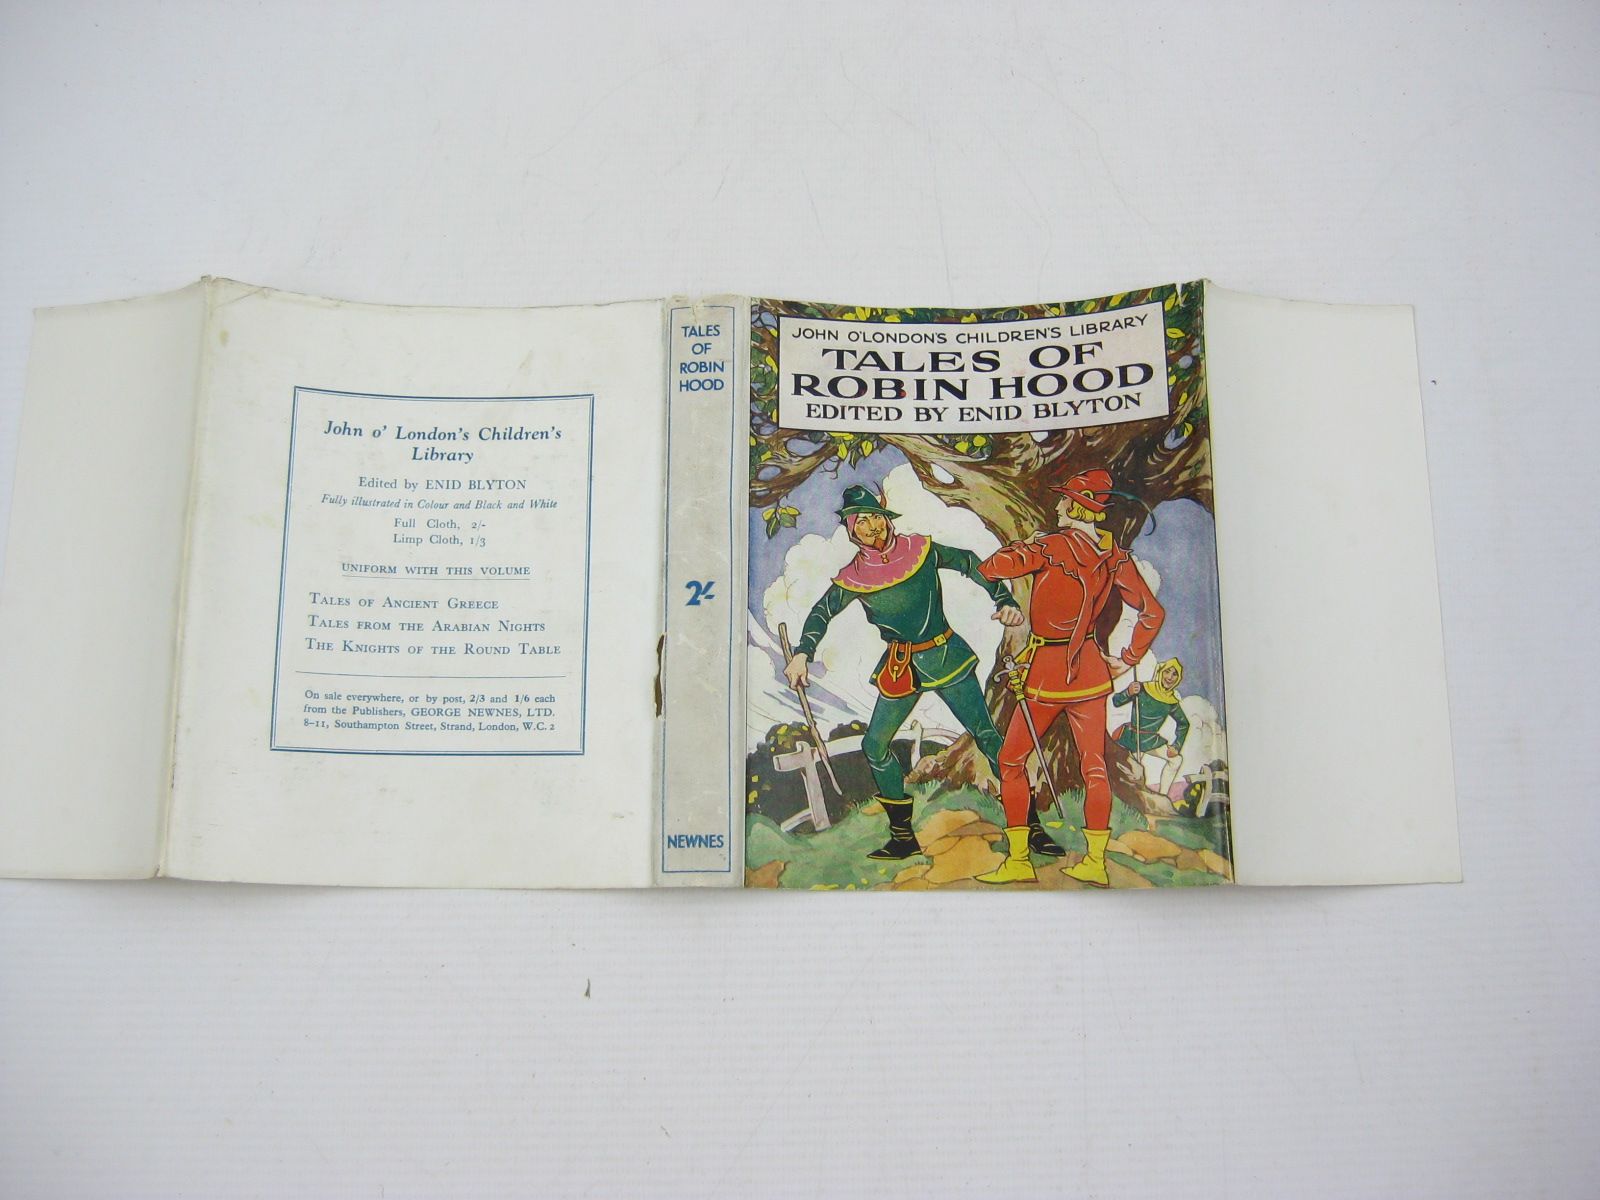 John o' London's Children's
Library
Edited by ENID BLYTON
Fully illustrated in Colour and Black and White
Full Cloth, 2/-
Limp Cloth, 1/3
UNIFORM WITH THIS VOLUME
TALES OF ANCIENT GREECE
TALES FROM THE ARABIAN NIGHTS
THE KNIGHTS OF THE ROUND TABLE
On sale everywhere, or by post, 2/3 and 1/6 each
from the Publishers, GEORGE NEWNES, LTD.
8-11, Southampton Street, Strand, London, W.C.2
TALES
OF
ROBIN
HOOD
2/-
NEWNES
JOHN O'LONDON'S CHILDREN'S LIBRARY
TALES OF
ROBIN HOOD
EDITED BY ENID BLYTON